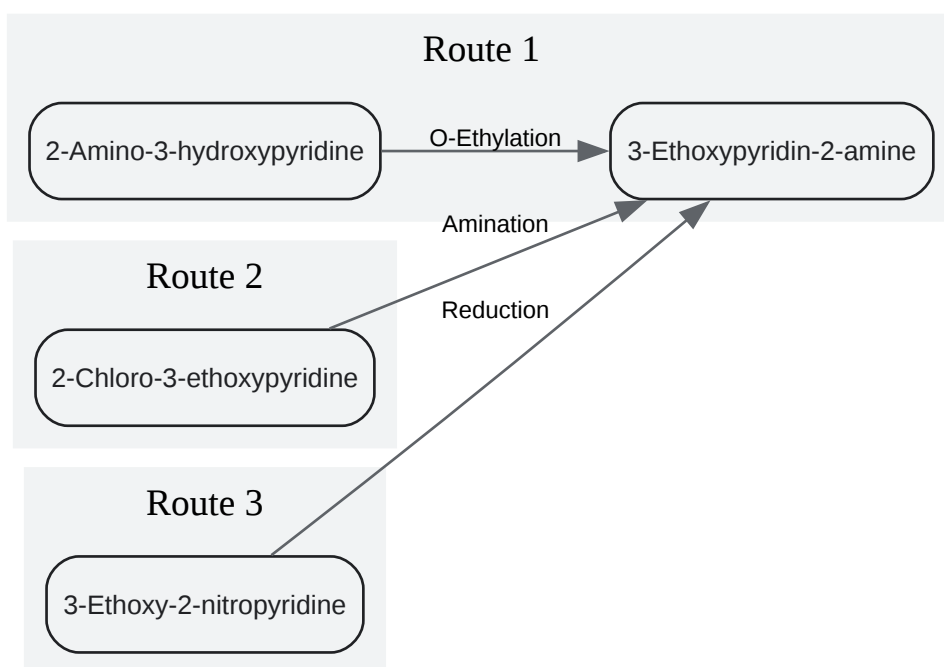 Route 1
2-Amino-3-hydroxypyridine
O-Ethylation
3-Ethoxypyridin-2-amine
Amination
Route 2
Reduction
2-Chloro-3-ethoxypyridine
Route 3
3-Ethoxy-2-nitropyridine